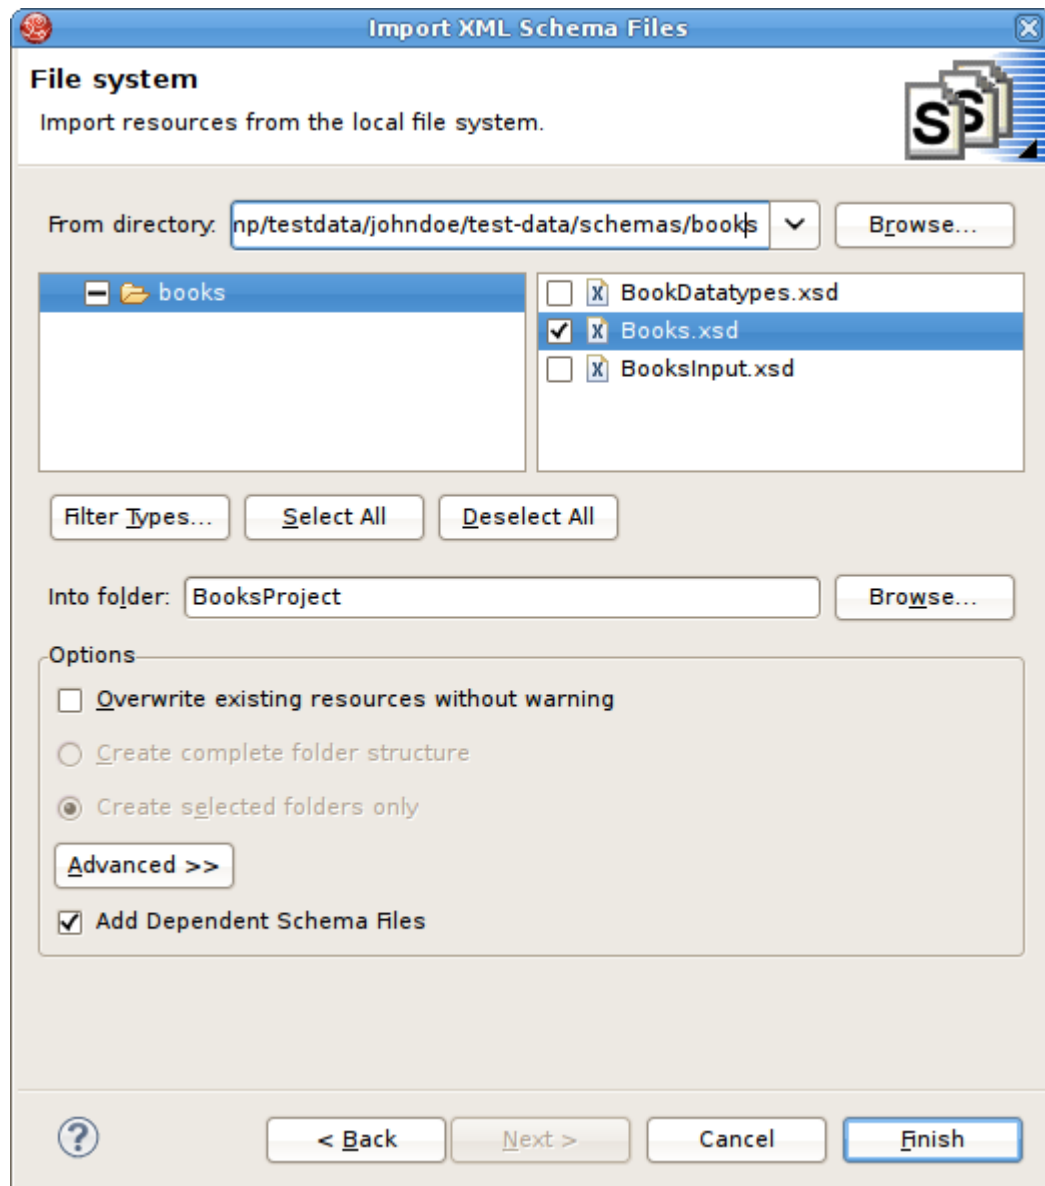 Import XML Schema Files
File system
Import resources from the local file system.
SS
From directory: np/testdata/johndoe/test-data/schemas/books Browse...
books
BookDatatypes.xsd
Books.xsd
BooksInput.xsd
Filter Types... Select All Deselect All
Into folder: BooksProject Browse...
Options
Overwrite existing resources without warning
Create complete folder structure
Create selected folders only
Advanced >>
Add Dependent Schema Files
? < Back Next > Cancel Finish